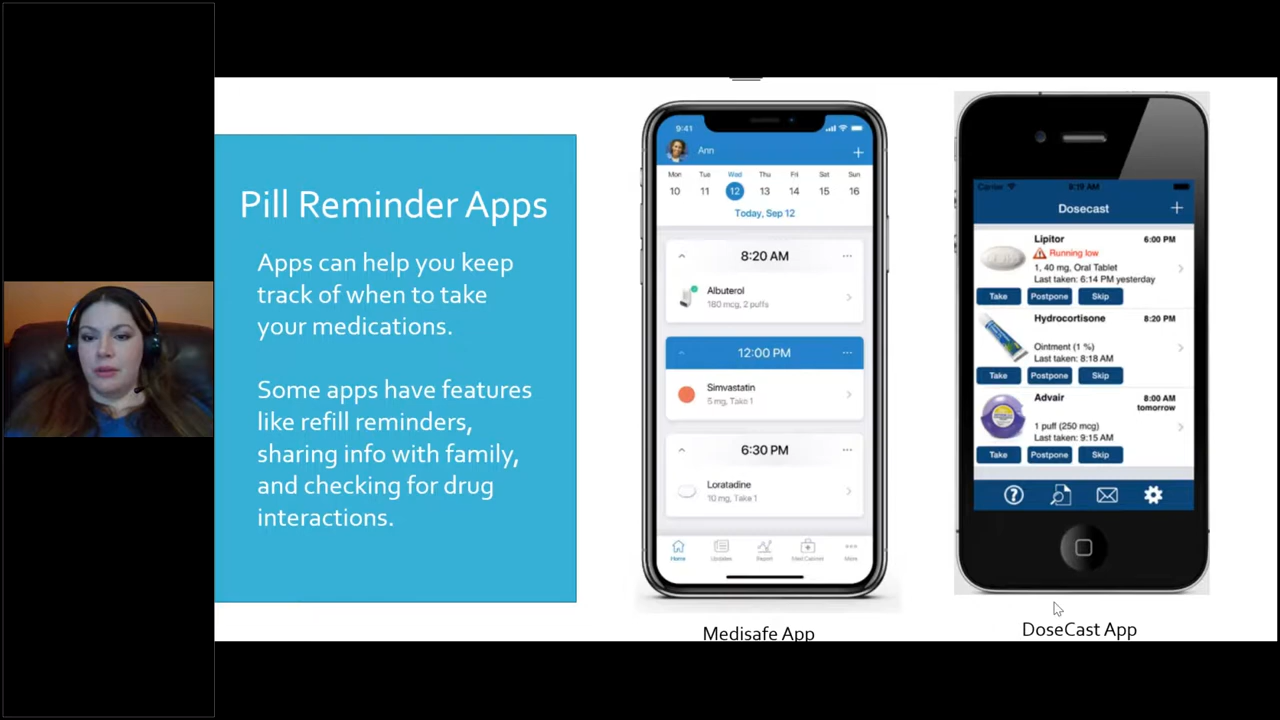 Pill Reminder Apps
Apps can help you keep
track of when to take
your medications.
Some apps have features
like refill reminders,
sharing info with family,
and checking for drug
interactions.
9:41
Ann
Mon Tue Wed Thu Fri Sat Sun
10 11 12 13 14 15 16
Today, Sep 12
8:20 AM
Albuterol
180 mcg, 2 puffs
12:00 PM
Simvastatin
5 mg, Take 1
6:30 PM
Loratadine
10 mg, Take 1
Home Updates Report Med Cabinet More
Medisafe App
Carrier 9:19 AM
Dosecast
Lipitor 6:00 PM
Running low
1, 40 mg, Oral Tablet
Last taken: 6:14 PM yesterday
Take Postpone Skip
Hydrocortisone 8:20 PM
Ointment (1 %)
Last taken: 8:18 AM
Take Postpone Skip
Advair 8:00 AM
tomorrow
1 puff (250 mcg)
Last taken: 9:15 AM
Take Postpone Skip
DoseCast App